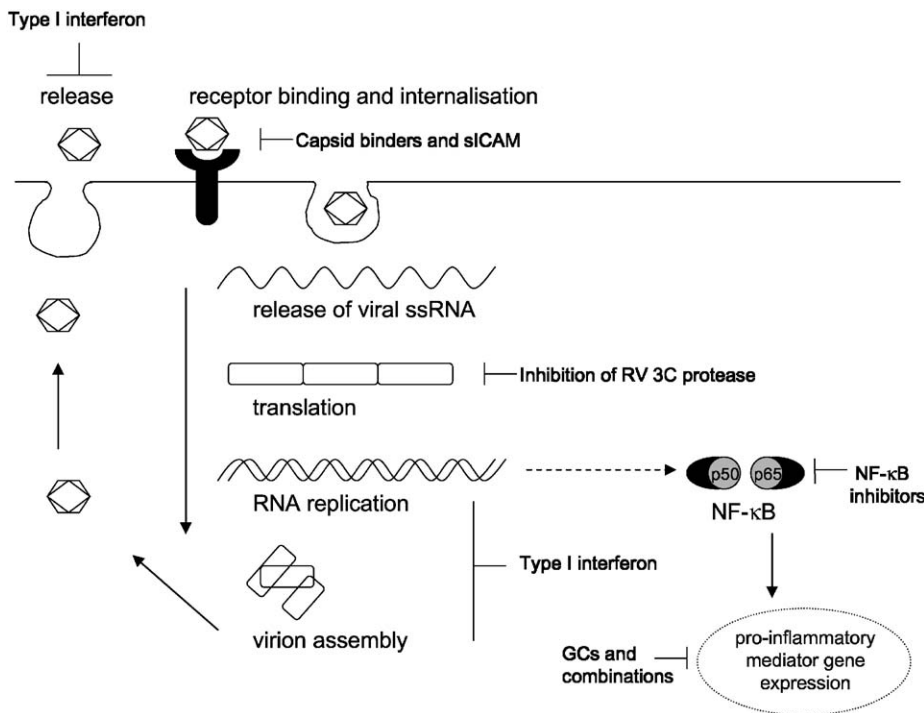 Type I interferon
release
receptor binding and internalisation
Capsid binders and sICAM
release of viral ssRNA
Inhibition of RV 3C protease
translation
RNA replication
p50
p65
NF-κB
NF-κB
inhibitors
Type I interferon
virion assembly
GCs and
combinations
pro-inflammatory
mediator gene
expression